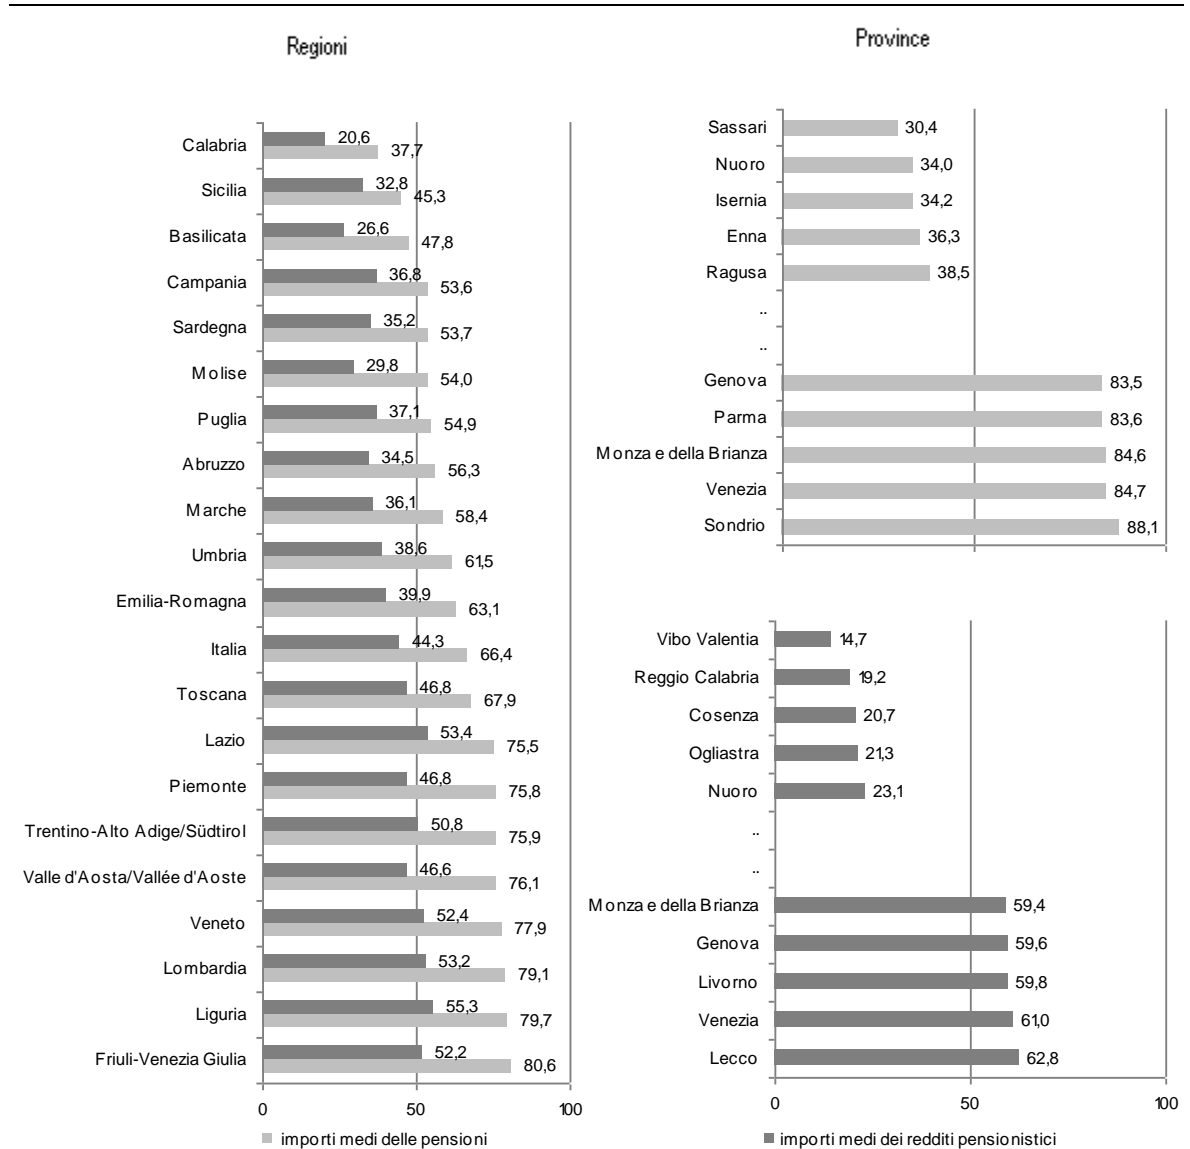 Regioni
Calabria 20,6 37,7
Sicilia 32,8 45,3
Basilicata 26,6 47,8
Campania 36,8 53,6
Sardegna 35,2 53,7
Molise 29,8 54,0
Puglia 37,1 54,9
Abruzzo 34,5 56,3
Marche 36,1 58,4
Umbria 38,6 61,5
Emilia-Romagna 39,9 63,1
Italia 44,3 66,4
Toscana 46,8 67,9
Lazio 53,4 75,5
Piemonte 46,8 75,8
Trentino-Alto Adige/Südtirol 50,8 75,9
Valle d'Aosta/Vallée d'Aoste 46,6 76,1
Veneto 52,4 77,9
Lombardia 53,2 79,1
Liguria 55,3 79,7
Friuli-Venezia Giulia 52,2 80,6
0 50 100
importi medi delle pensioni
Province
Sassari 30,4
Nuoro 34,0
Isernia 34,2
Enna 36,3
Ragusa 38,5
..
..
Genova 83,5
Parma 83,6
Monza e della Brianza 84,6
Venezia 84,7
Sondrio 88,1
Vibo Valentia 14,7
Reggio Calabria 19,2
Cosenza 20,7
Ogliastra 21,3
Nuoro 23,1
..
..
Monza e della Brianza 59,4
Genova 59,6
Livorno 59,8
Venezia 61,0
Lecco 62,8
0 50 100
importi medi dei redditi pensionistici